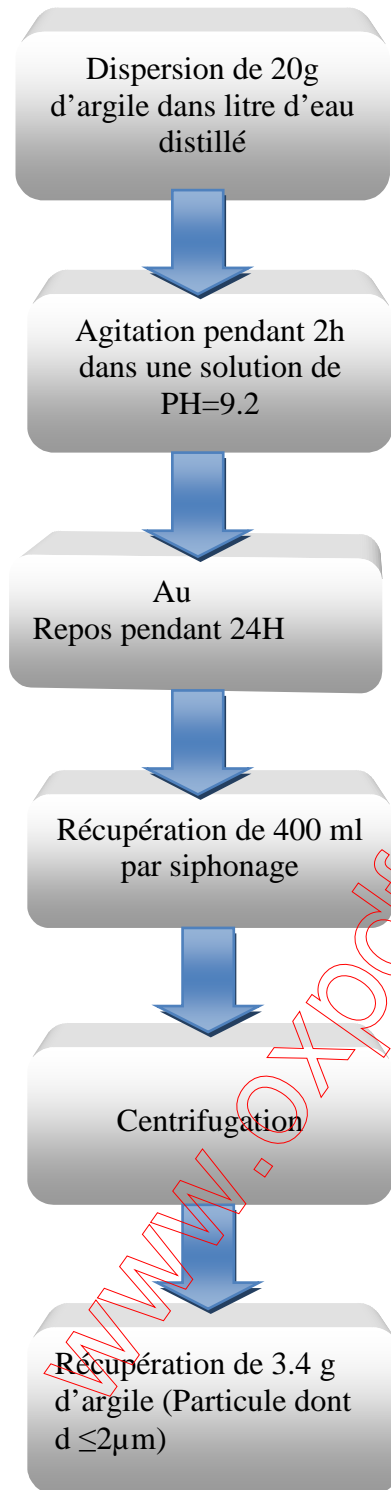 Dispersion de 20g
d’argile dans litre d’eau
distillé
Agitation pendant 2h
dans une solution de
PH=9.2
Au
Repos pendant 24H
Récupération de 400 ml
par siphonage
Centrifugation
Récupération de 3.4 g
d’argile (Particule dont
d ≤2µm)
www.oxpdf